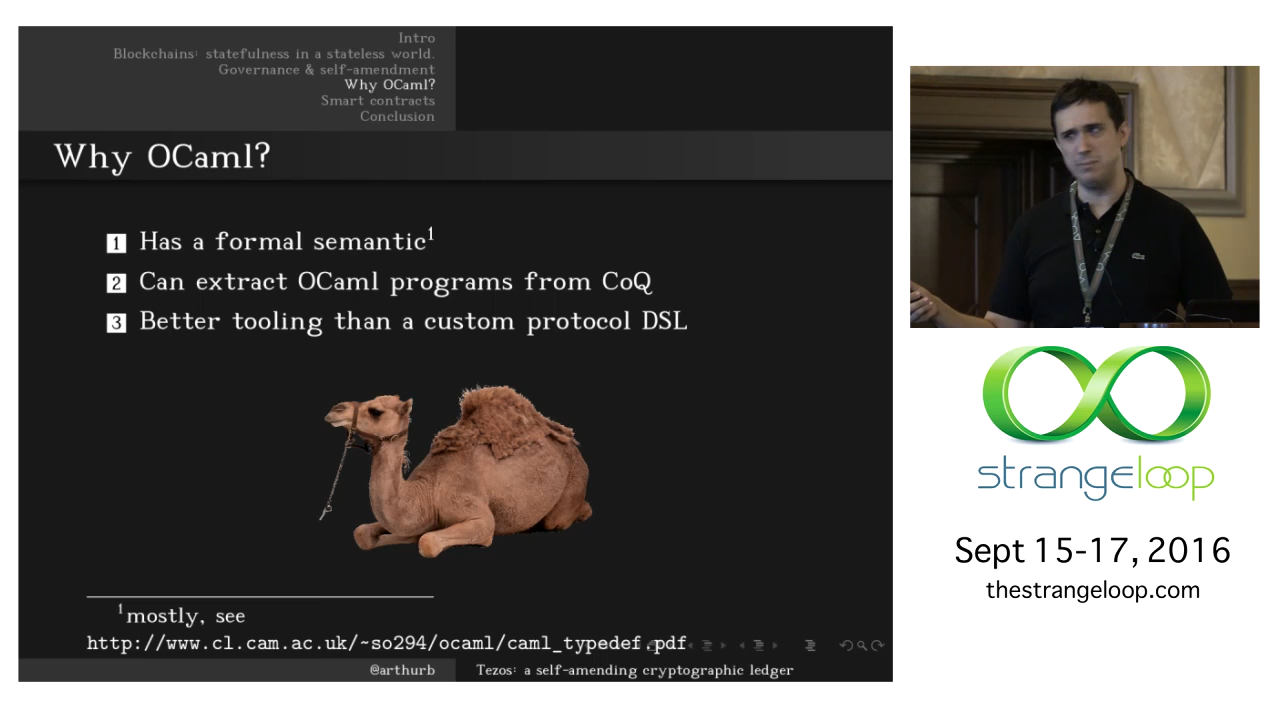 Intro
Blockchains: statefulness in a stateless world.
Governance & self-amendment
Why OCaml?
Smart contracts
Conclusion
Why OCaml?
1 Has a formal semantic¹
2 Can extract OCaml programs from CoQ
3 Better tooling than a custom protocol DSL
¹mostly, see
http://www.cl.cam.ac.uk/~so294/ocaml/caml_typedef.pdf
@arthurb Tezos: a self-amending cryptographic ledger
strangeloop
Sept 15-17, 2016
thestrangeloop.com